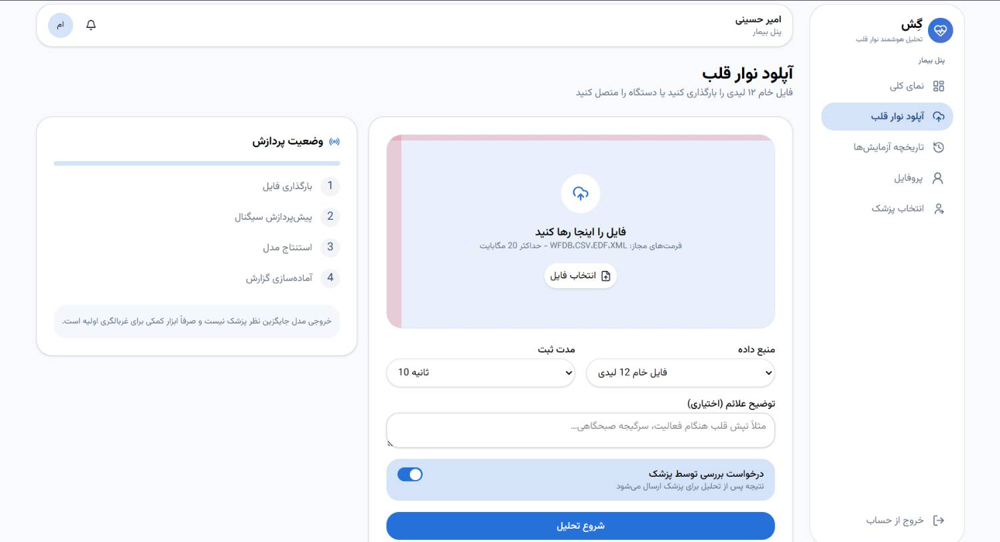 گِش
تحلیل هوشمند نوار قلب
پنل بیمار
نمای کلی
آپلود نوار قلب
تاریخچه آزمایش‌ها
پروفایل
انتخاب پزشک
خروج از حساب
امیر حسینی
پنل بیمار
ام
آپلود نوار قلب
فایل خام ۱۲ لیدی را بارگذاری کنید یا دستگاه را متصل کنید
فایل را اینجا رها کنید
فرمت‌های مجاز: WFDB،CSV،EDF،XML - حداکثر 20 مگابایت
انتخاب فایل
منبع داده
فایل خام 12 لیدی
مدت ثبت
ثانیه 10
توضیح علائم (اختیاری)
مثلاً تپش قلب هنگام فعالیت، سرگیجه صبحگاهی...
درخواست بررسی توسط پزشک
نتیجه پس از تحلیل برای پزشک ارسال می‌شود
شروع تحلیل
وضعیت پردازش
1 بارگذاری فایل
2 پیش‌پردازش سیگنال
3 استنتاج مدل
4 آماده‌سازی گزارش
خروجی مدل جایگزین نظر پزشک نیست و صرفاً ابزار کمکی برای غربالگری اولیه است.